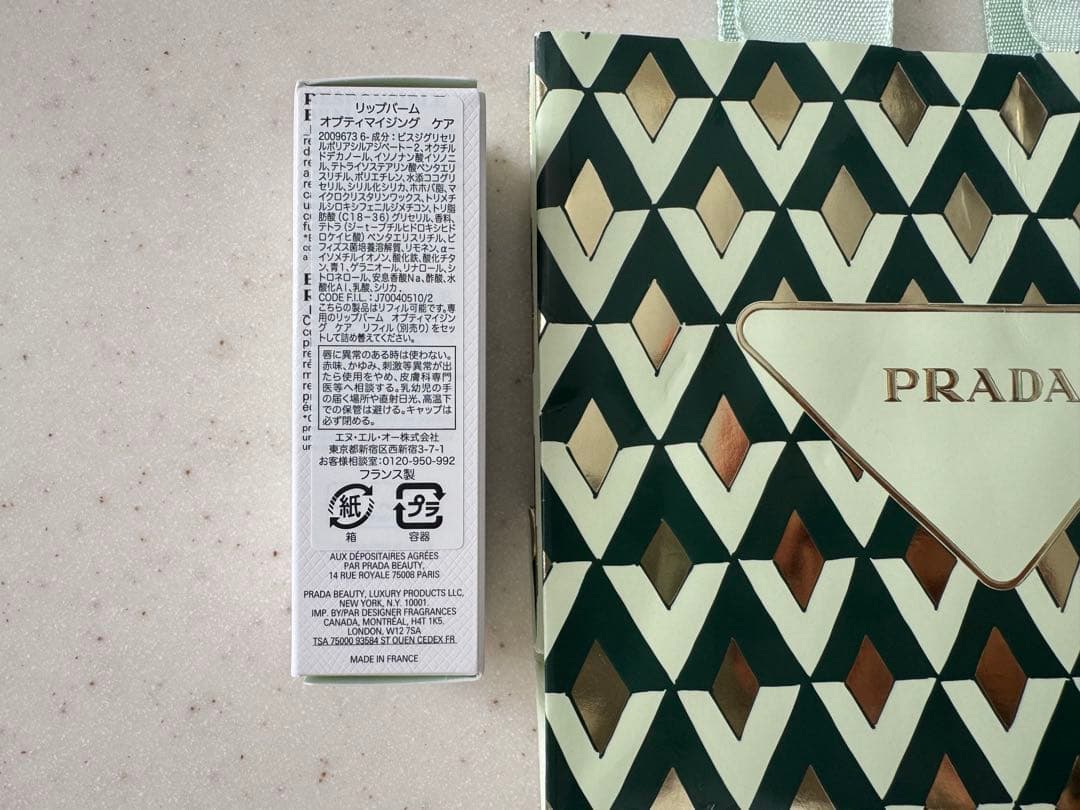 リップバーム
オプティマイジング ケア
2009673 6- 成分：ビスジグリセリ
ルポリアシルアジペート-2、オクチル
ドデカノール、イソノナン酸イソノニ
ル、テトライソステアリン酸ペンタエリ
スリチル、ポリエチレン、水添ココグリ
セリル、シリル化シリカ、ホホバ脂、マ
イクロクリスタリンワックス、トリメチ
ルシロキシフェニルジメチコン、トリ脂
肪酸（C18-36）グリセリル、香料、
テトラ（ジーt-ブチルヒドロキシヒド
ロケイヒ酸）ペンタエリスリチル、ビ
フィズス菌培養溶解質、リモネン、α-
イソメチルイオノン、酸化鉄、酸化チタ
ン、青1、ゲラニオール、リナロール、シ
トロネロール、安息香酸Na、酢酸、水
酸化Al、乳酸、シリカ.
CODE F.I.L. : J70040510/2
こちらの製品はリフィル可能です。専
用のリップバーム オプティマイジン
グ ケア リフィル（別売り）をセッ
トして詰め替えてください。
唇に異常のある時は使わない。
赤味、かゆみ、刺激等異常が出
たら使用をやめ、皮膚科専門
医等へ相談する。乳幼児の手
の届く場所や直射日光、高温下
での保管は避ける。キャップは
必ず閉める。
エヌ・エル・オー株式会社
東京都新宿区西新宿3-7-1
お客様相談室：0120-950-992
フランス製
紙
プラ
箱
容器
AUX DÉPOSITAIRES AGRÉES
PAR PRADA BEAUTY,
14 RUE ROYALE 75008 PARIS
PRADA BEAUTY, LUXURY PRODUCTS LLC,
NEW YORK, N.Y. 10001.
IMP. BY/PAR DESIGNER FRAGRANCES
CANADA, MONTRÉAL, H4T 1K5.
LONDON, W12 7SA
TSA 75000 93584 ST OUEN CEDEX FR
MADE IN FRANCE
PRADA